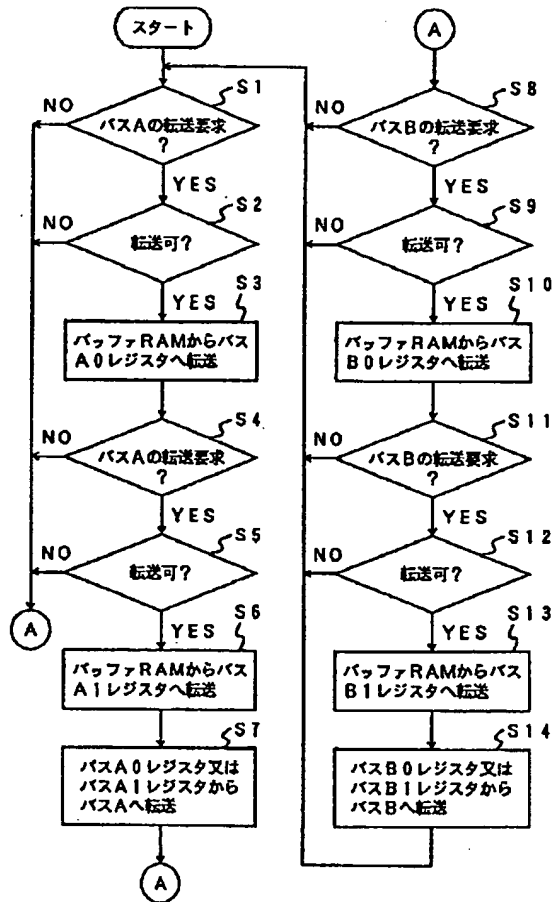 スタート
S1
バスAの転送要求
?
NO
YES
S2
転送可?
NO
YES
S3
バッファRAMからバス
A0レジスタへ転送
S4
バスAの転送要求
?
NO
YES
S5
転送可?
NO
YES
A
S6
バッファRAMからバス
A1レジスタへ転送
S7
バスA0レジスタ又は
バスA1レジスタから
バスAへ転送
A
A
S8
バスBの転送要求
?
NO
YES
S9
転送可?
NO
YES
S10
バッファRAMからバス
B0レジスタへ転送
S11
バスBの転送要求
?
NO
YES
S12
転送可?
NO
YES
S13
バッファRAMからバス
B1レジスタへ転送
S14
バスB0レジスタ又は
バスB1レジスタから
バスBへ転送